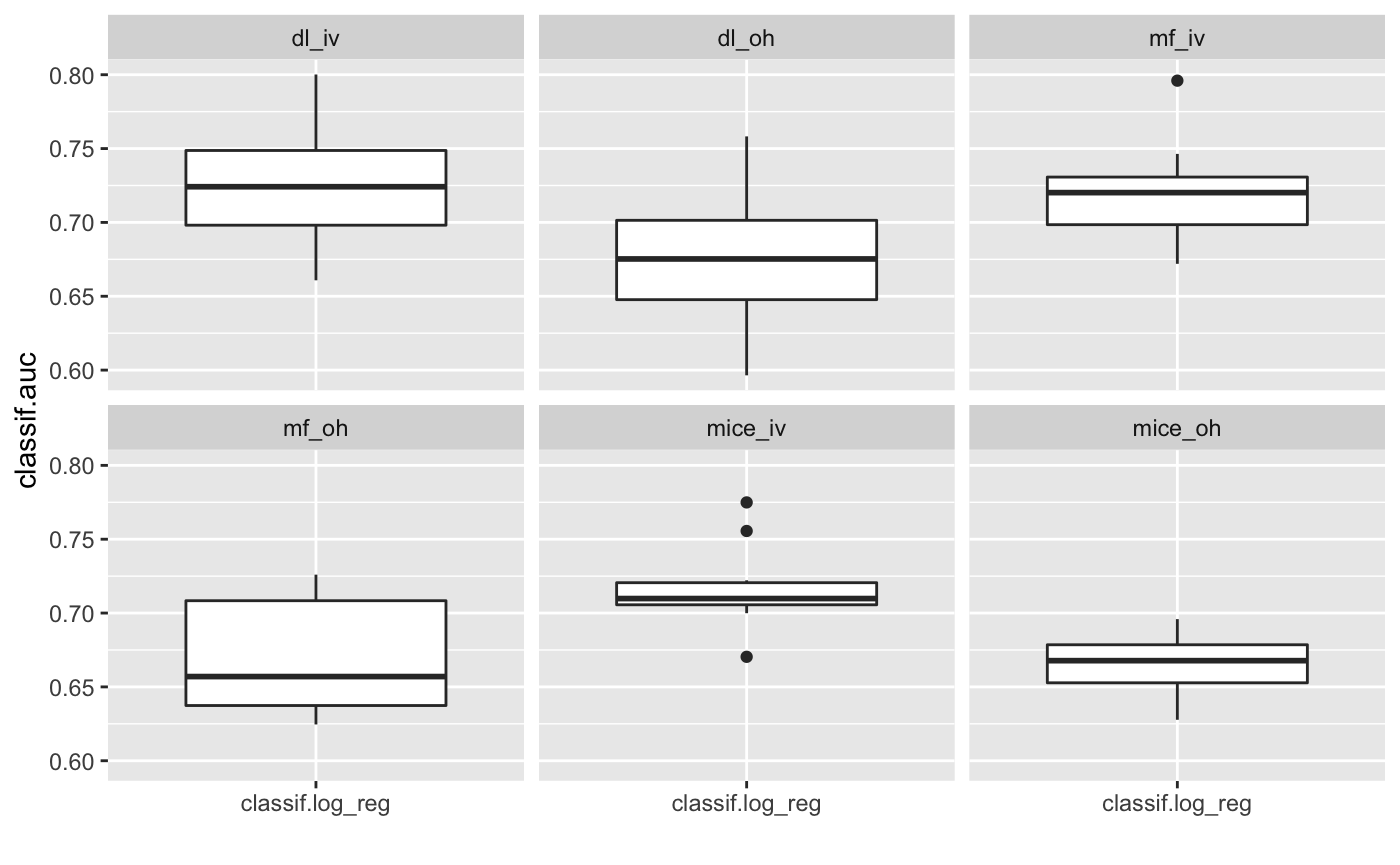 dl_iv
dl_oh
mf_iv
0.80
0.75
0.70
0.65
0.60
classif.auc
mf_oh
mice_iv
mice_oh
0.80
0.75
0.70
0.65
0.60
classif.log_reg
classif.log_reg
classif.log_reg